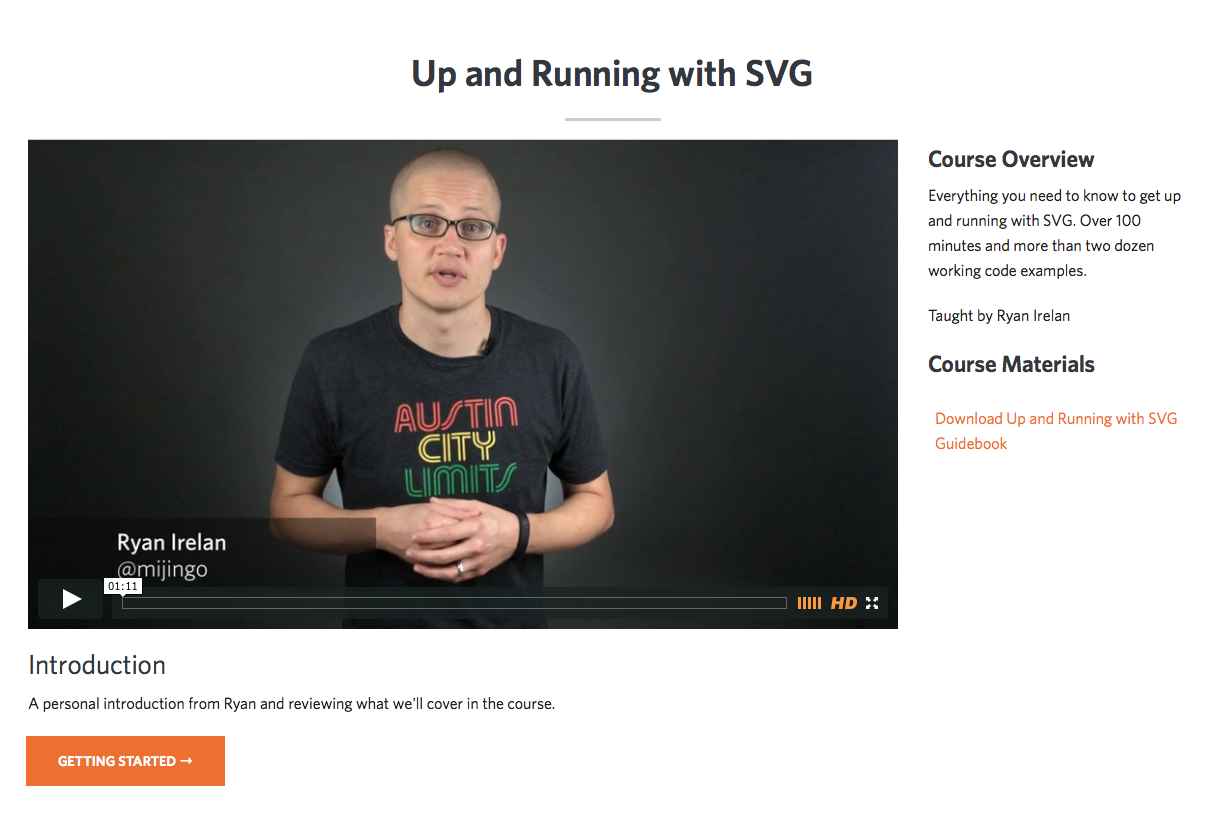 Up and Running with SVG
AUSTIN
CITY
LIMITS
Ryan Irelan
@mijingo
01:11
HD
Course Overview
Everything you need to know to get up
and running with SVG. Over 100
minutes and more than two dozen
working code examples.
Taught by Ryan Irelan
Course Materials
Download Up and Running with SVG
Guidebook
Introduction
A personal introduction from Ryan and reviewing what we'll cover in the course.
GETTING STARTED →